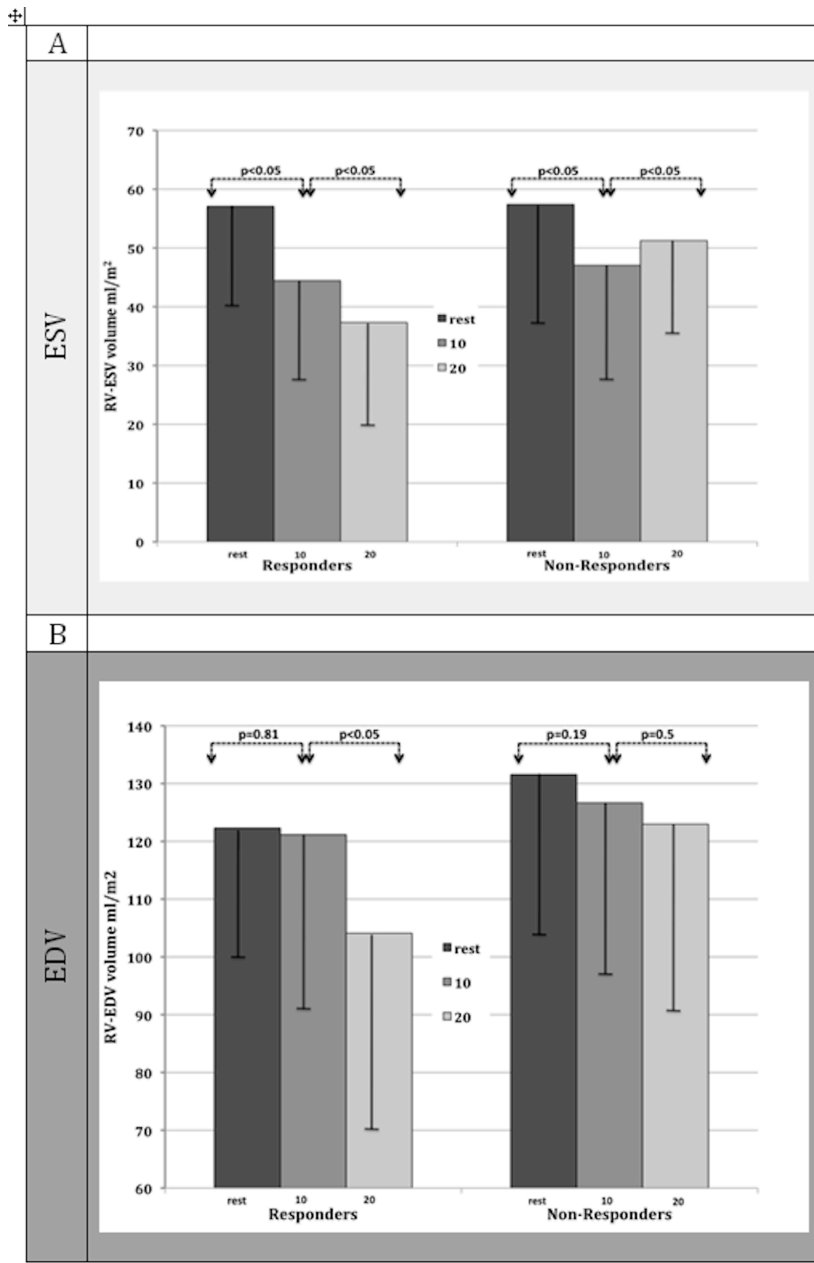 A
ESV
70
p<0.05 p<0.05 p<0.05 p<0.05
60
50
40
30
20
10
0
RV-ESV volume ml/m²
rest
10
20
rest 10 20 rest 10 20
Responders Non-Responders
B
EDV
140
p=0.81 p<0.05 p=0.19 p=0.5
130
120
110
100
90
80
70
60
RV-EDV volume ml/m2
rest
10
20
rest 10 20 rest 10 20
Responders Non-Responders